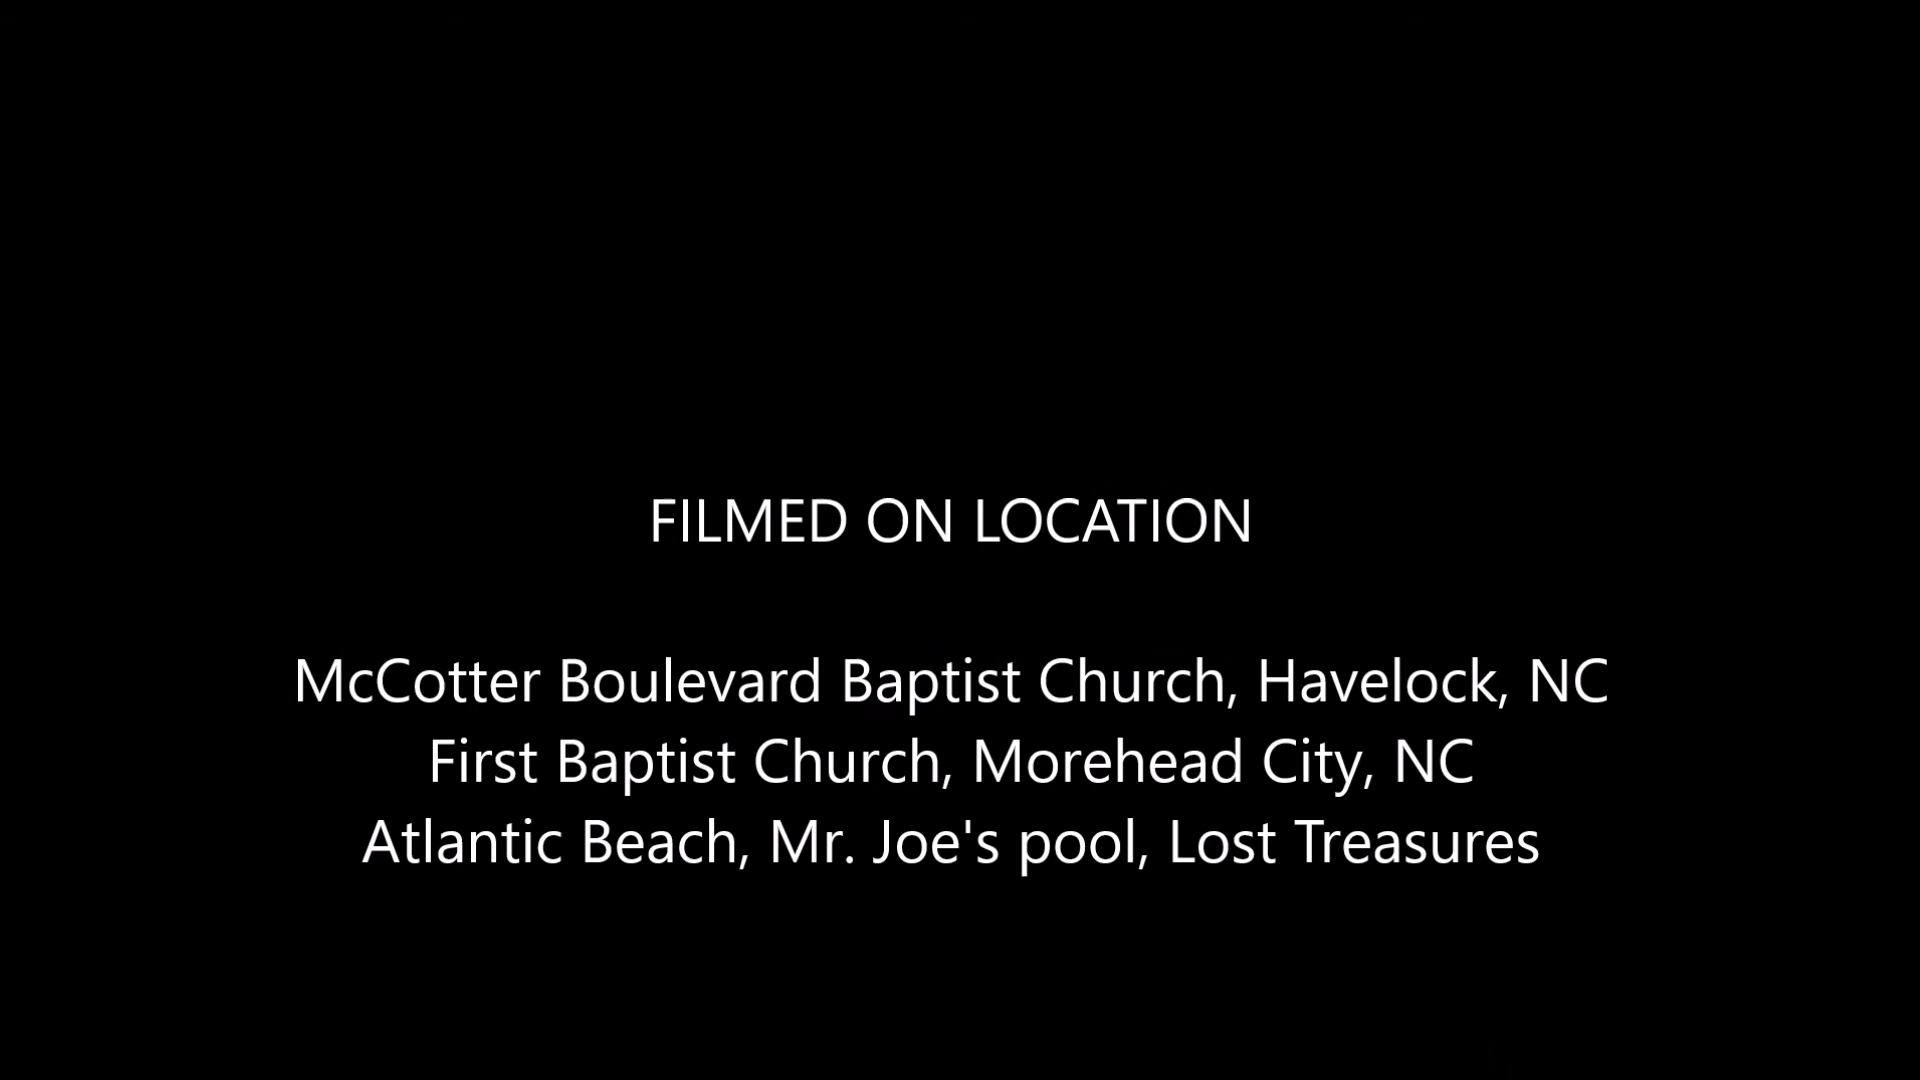 FILMED ON LOCATION
McCotter Boulevard Baptist Church, Havelock, NC
First Baptist Church, Morehead City, NC
Atlantic Beach, Mr. Joe's pool, Lost Treasures